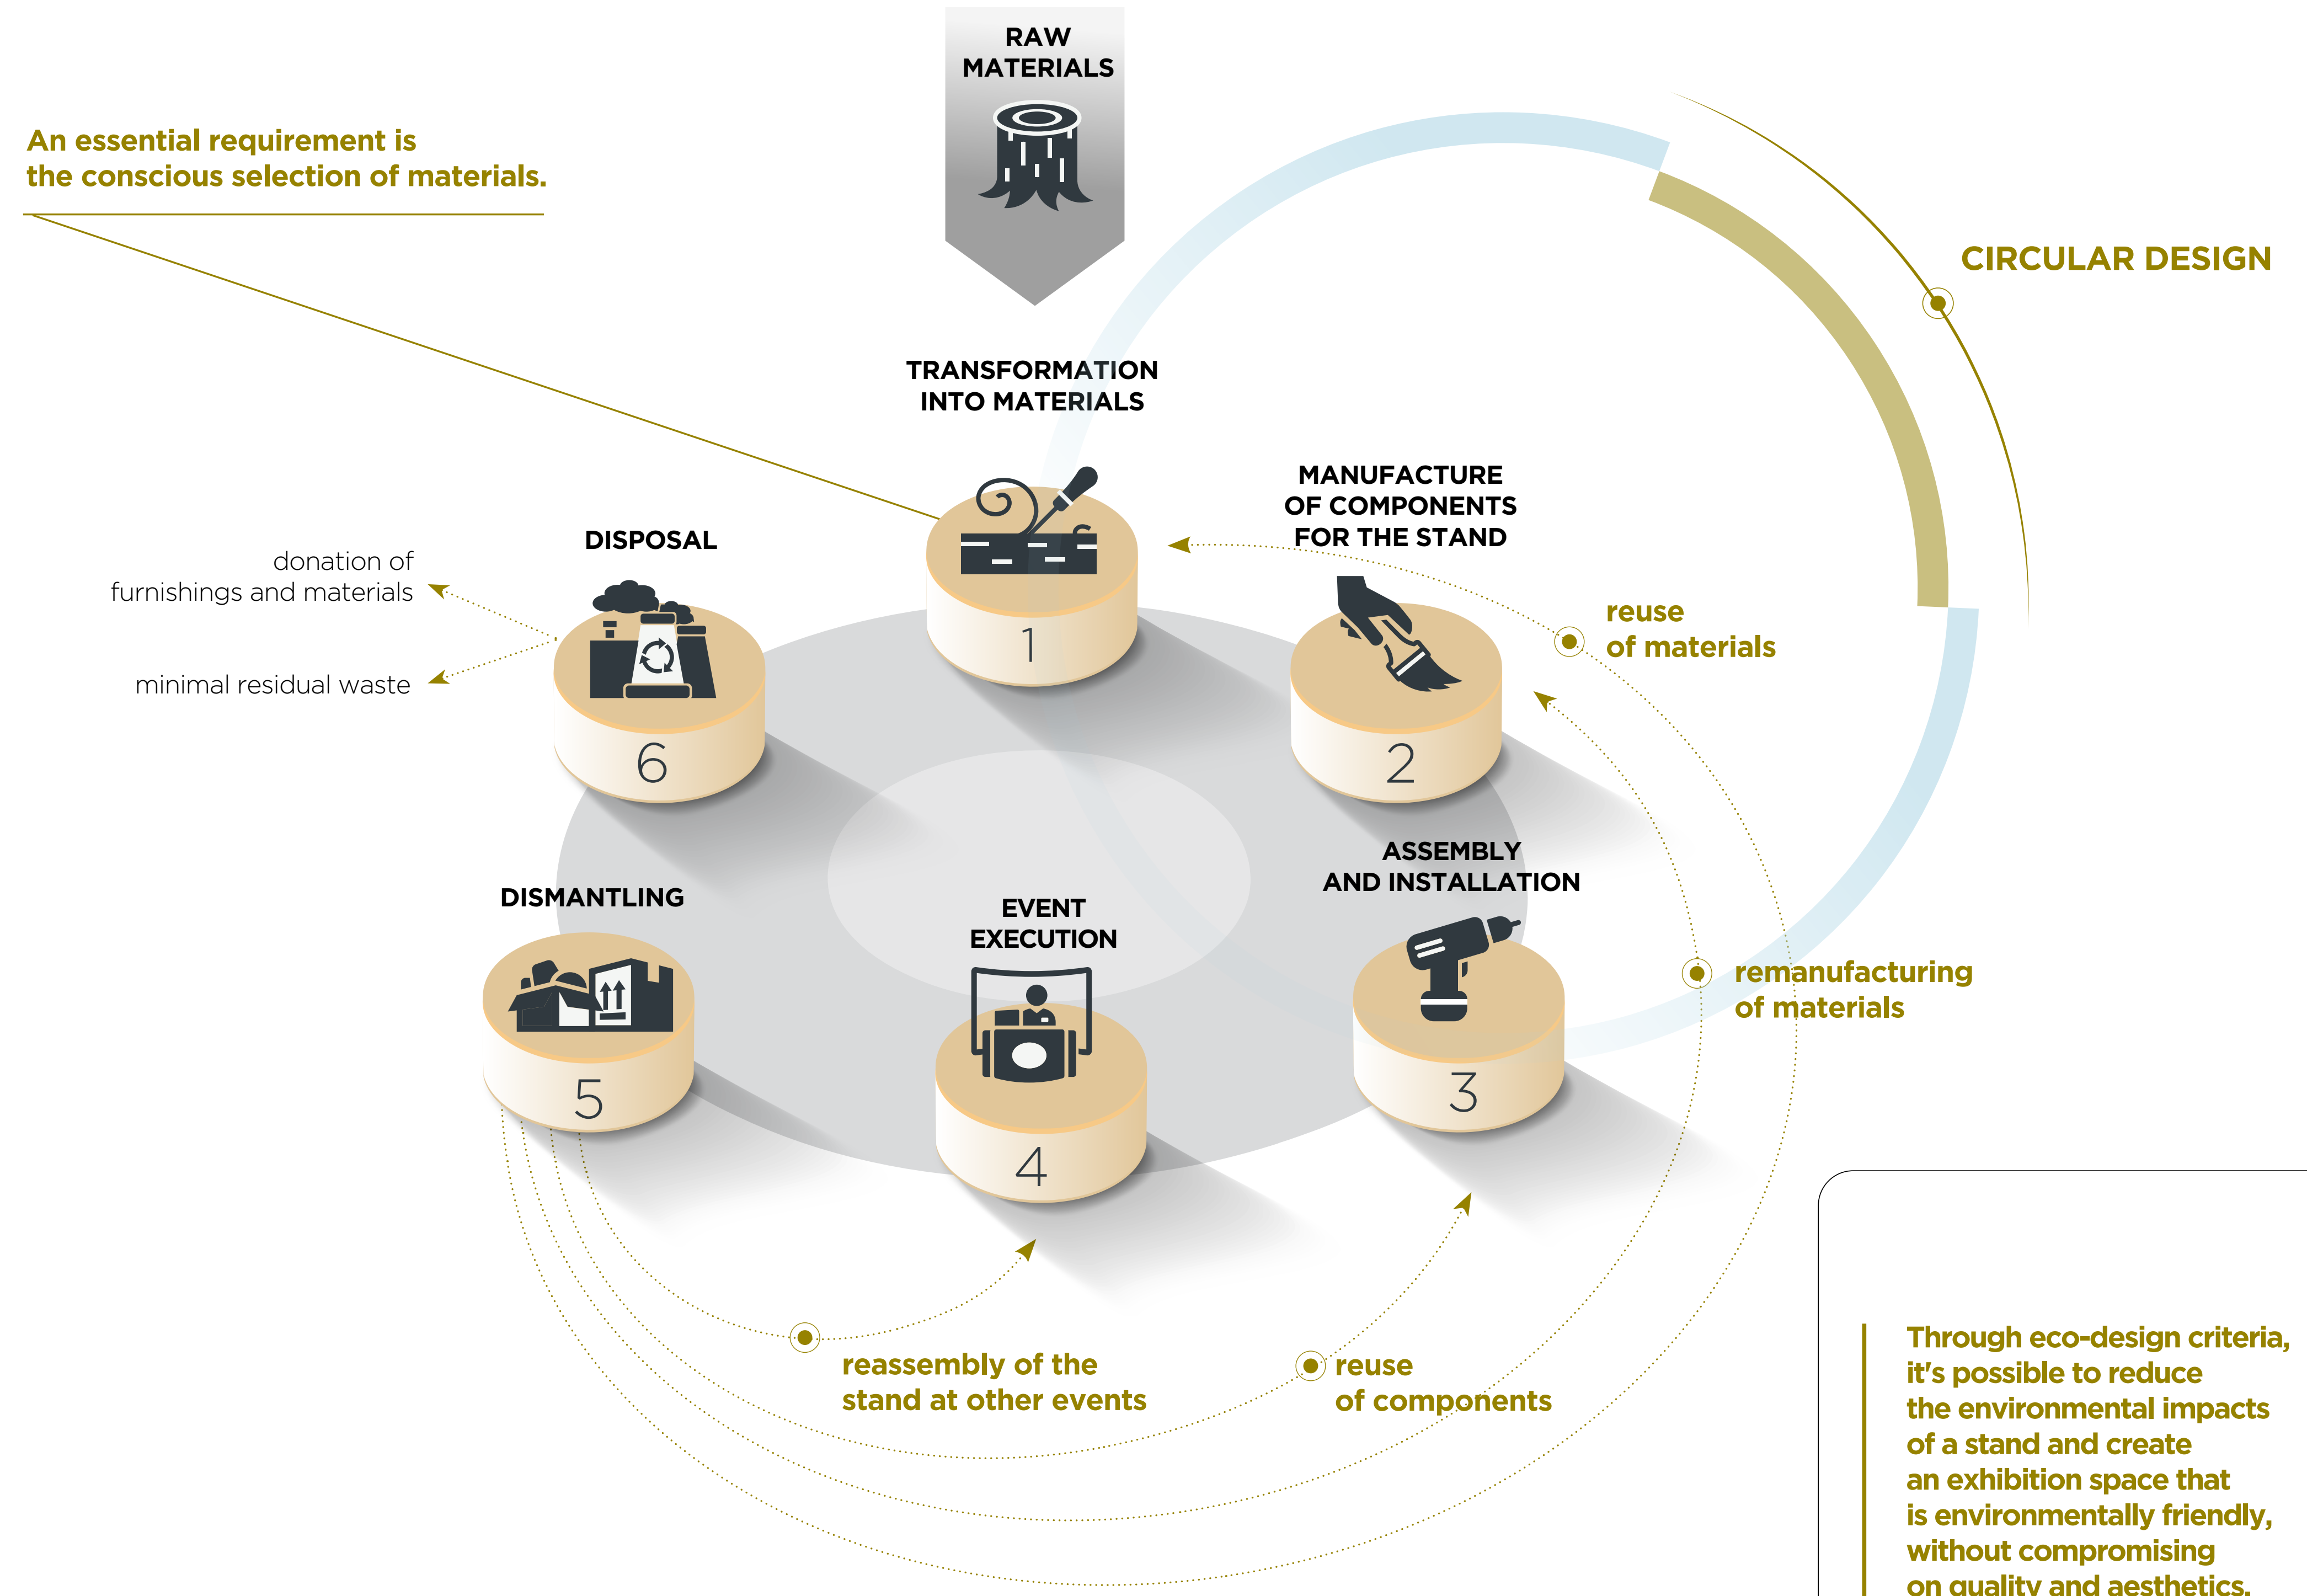 RAW
MATERIALS
An essential requirement is
the conscious selection of materials.
CIRCULAR DESIGN
TRANSFORMATION
INTO MATERIALS
1
MANUFACTURE
OF COMPONENTS
FOR THE STAND
2
reuse
of materials
DISPOSAL
6
donation of
furnishings and materials
minimal residual waste
ASSEMBLY
AND INSTALLATION
3
remanufacturing
of materials
DISMANTLING
5
EVENT
EXECUTION
4
reassembly of the
stand at other events
reuse
of components
Through eco-design criteria,
it's possible to reduce
the environmental impacts
of a stand and create
an exhibition space that
is environmentally friendly,
without compromising
on quality and aesthetics.